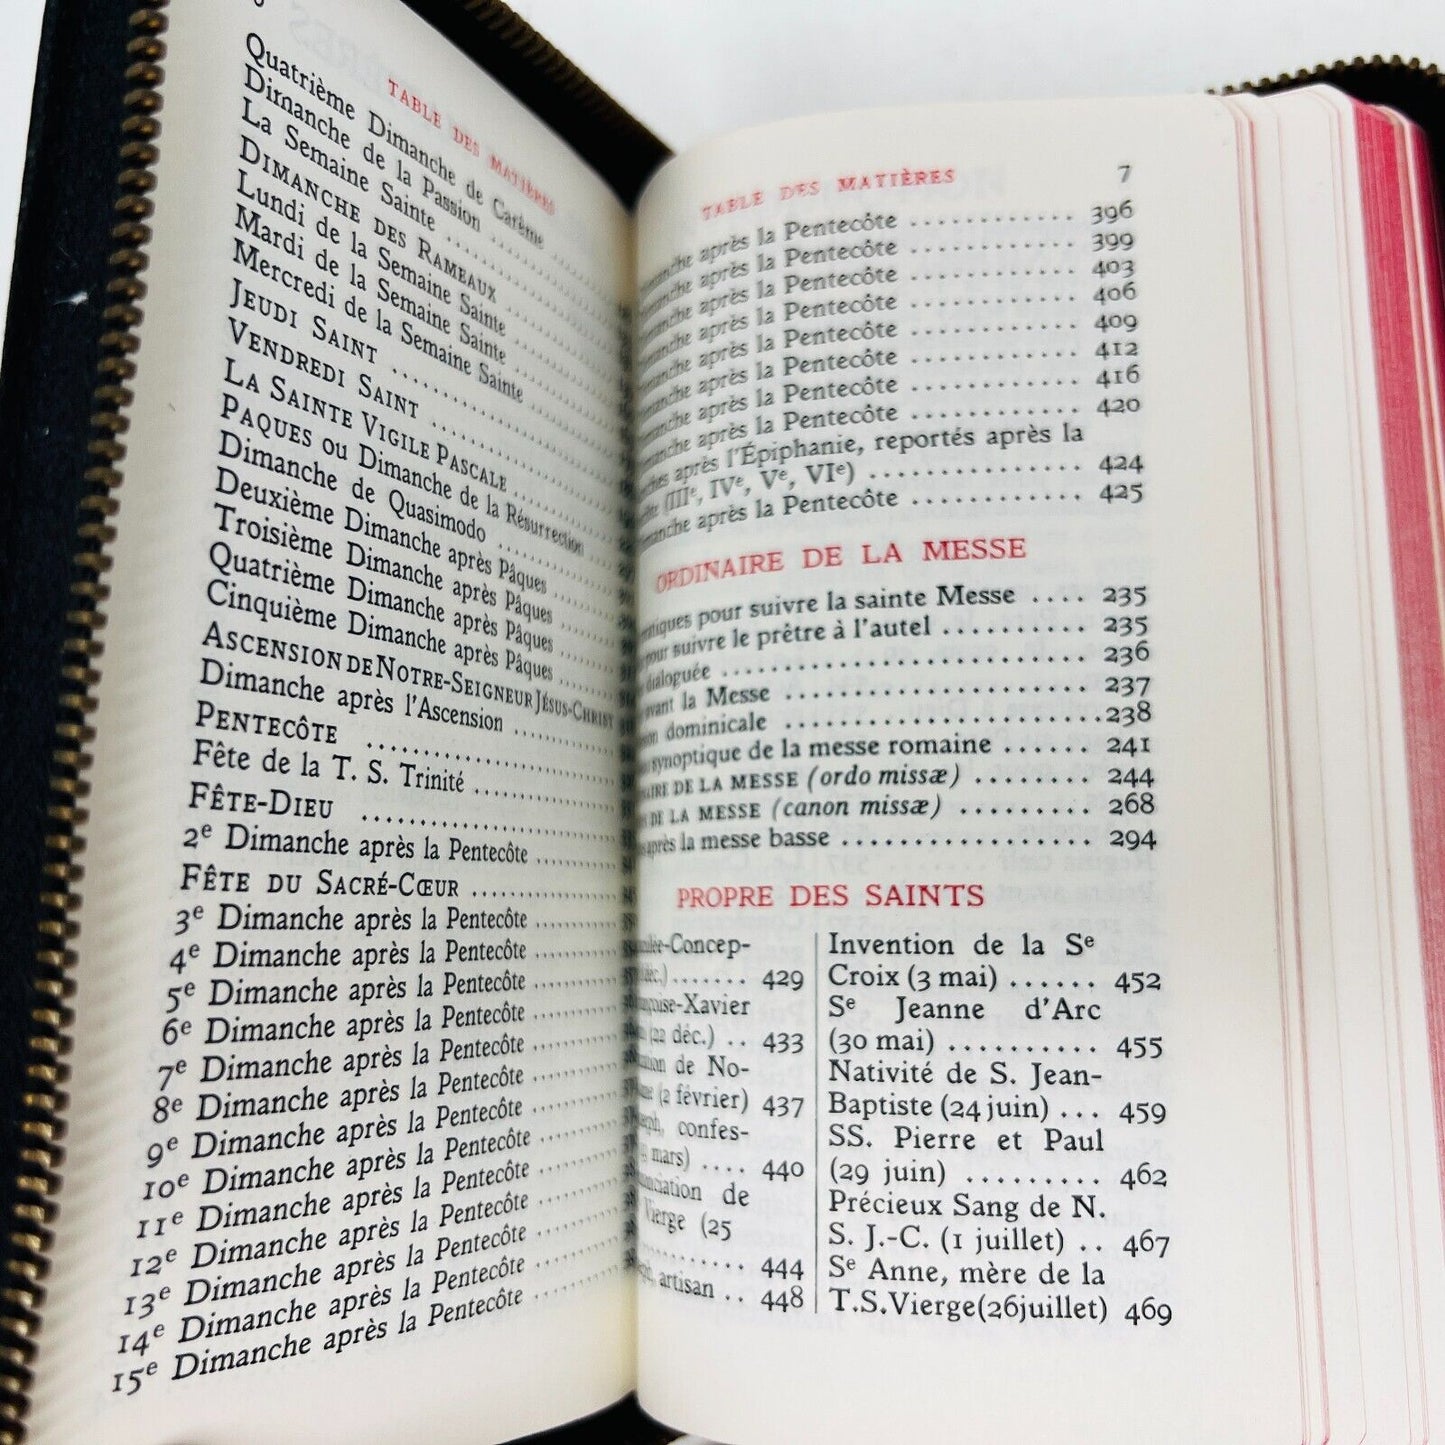 TABLE DES MATIÈRES
Quatrième Dimanche de Carême
Dimanche de la Passion
La Semaine Sainte
DIMANCHE DES RAMEAUX
Lundi de la Semaine Sainte
Mardi de la Semaine Sainte
Mercredi de la Semaine Sainte
JEUDI SAINT
VENDREDI SAINT
LA SAINTE VIGILE PASCALE
PAQUES OU Dimanche de la Résurrection
Dimanche de Quasimodo
Deuxième Dimanche après Pâques
Troisième Dimanche après Pâques
Quatrième Dimanche après Pâques
Cinquième Dimanche après Pâques
ASCENSION DE NOTRE-SEIGNEUR JÉSUS-CHRIST
Dimanche après l'Ascension
PENTECÔTE
Fête de la T. S. Trinité
FÊTE-DIEU
2e Dimanche après la Pentecôte
FÊTE DU SACRÉ-CŒUR
3e Dimanche après la Pentecôte
4e Dimanche après la Pentecôte
5e Dimanche après la Pentecôte
6e Dimanche après la Pentecôte
7e Dimanche après la Pentecôte
8e Dimanche après la Pentecôte
9e Dimanche après la Pentecôte
10e Dimanche après la Pentecôte
11e Dimanche après la Pentecôte
12e Dimanche après la Pentecôte
13e Dimanche après la Pentecôte
14e Dimanche après la Pentecôte
15e Dimanche après la Pentecôte
TABLE DES MATIÈRES 7
après la Pentecôte ............ 396
après la Pentecôte ............ 399
après la Pentecôte ............ 403
après la Pentecôte ............ 406
après la Pentecôte ............ 409
après la Pentecôte ............ 412
après la Pentecôte ............ 416
après la Pentecôte ............ 420
après l'Épiphanie, reportés après la
(IIIe, IVe, Ve, VIe) ............... 424
après la Pentecôte ............ 425
ORDINAIRE DE LA MESSE
pour suivre la sainte Messe .... 235
pour suivre le prêtre à l'autel .......... 235
dialoguée .......................... 236
avant la Messe ..................... 237
dominicale ..................... 238
synoptique de la messe romaine ...... 241
DE LA MESSE (ordo missæ) ........ 244
DE LA MESSE (canon missæ) ......... 268
après la messe basse ................ 294
PROPRE DES SAINTS
Concep-
déc.) ....... 429
Xavier
(22 déc.) .. 433
de No-
(2 février) 437
confes-
mars) .... 440
de
Vierge (25
......... 444
artisan .. 448
Invention de la Se
Croix (3 mai) ...... 452
Se Jeanne d'Arc
(30 mai) .......... 455
Nativité de S. Jean-
Baptiste (24 juin) ... 459
SS. Pierre et Paul
(29 juin) ......... 462
Précieux Sang de N.
S. J.-C. (1 juillet) .. 467
Se Anne, mère de la
T.S.Vierge(26juillet) 469